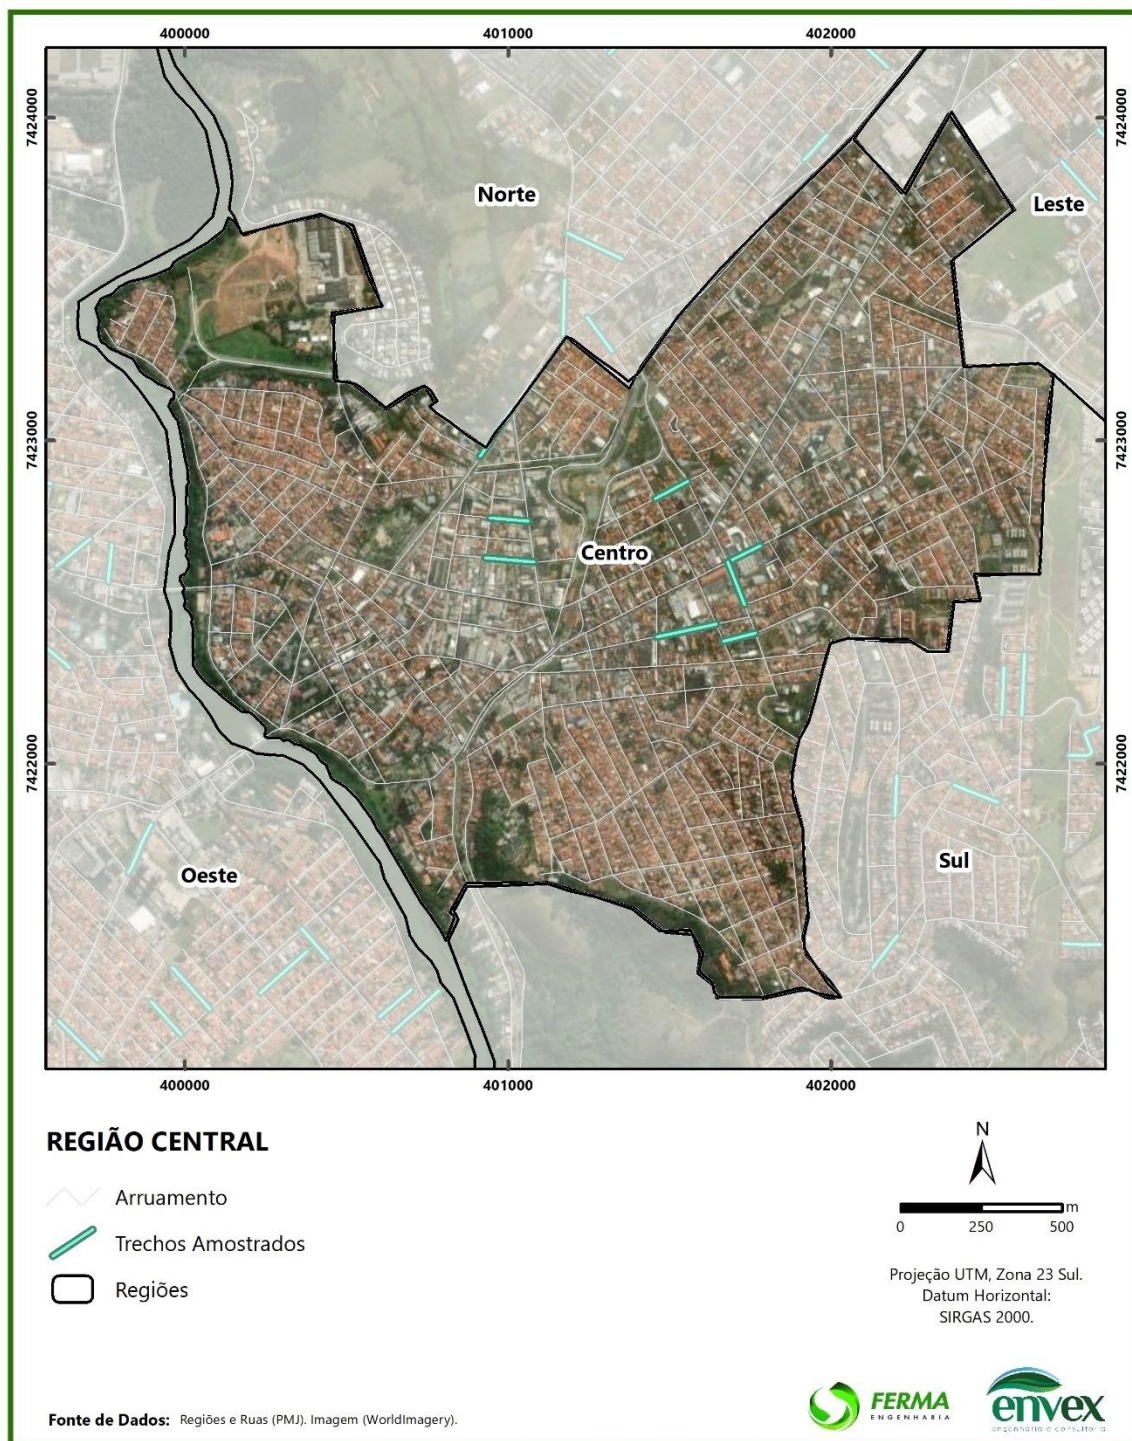 400000
401000
402000
7424000
7424000
Norte
Leste
7423000
7423000
Centro
7422000
7422000
Oeste
Sul
400000
401000
402000
REGIÃO CENTRAL
Arruamento
Trechos Amostrados
Regiões
N
m
0
250
500
Projeção UTM, Zona 23 Sul.
Datum Horizontal:
SIRGAS 2000.
Fonte de Dados: Regiões e Ruas (PMJ). Imagem (WorldImagery).
FERMA
ENGENHARIA
envex
engenharia e consultoria